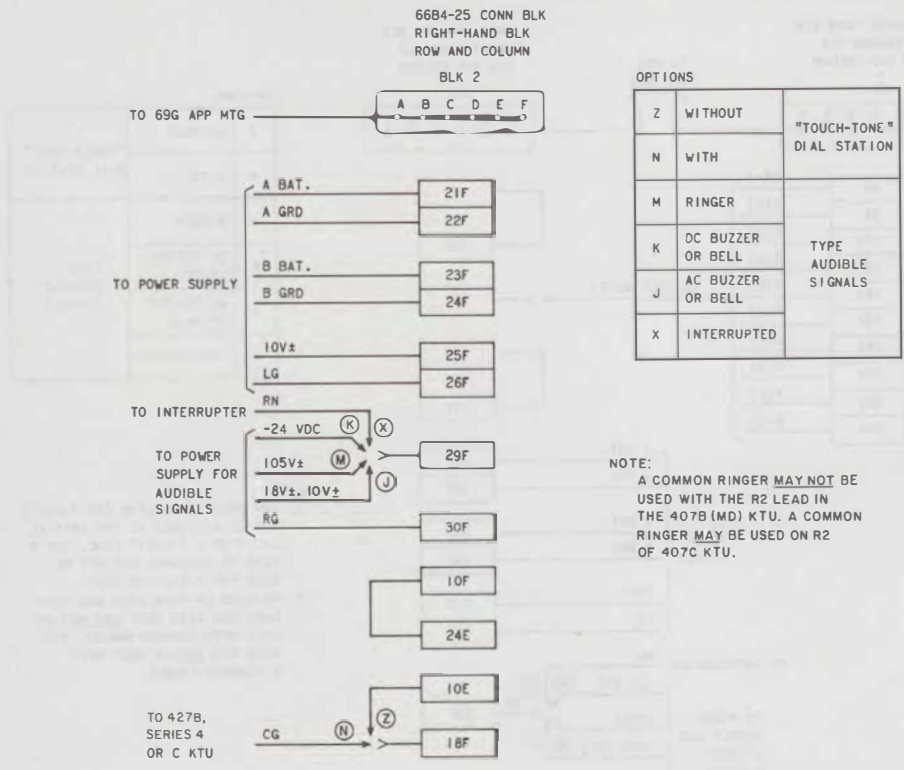 66B4-25 CONN BLK
RIGHT-HAND BLK
ROW AND COLUMN
BLK 2
A B C D E F
TO 69G APP MTG
A BAT.
21F
A GRD
22F
B BAT.
23F
TO POWER SUPPLY
B GRD
24F
10V±
25F
LG
26F
RN
TO INTERRUPTER
-24 VDC
K
X
TO POWER
SUPPLY FOR
AUDIBLE
SIGNALS
105V±
M
29F
18V±. 10V±
J
RG
30F
10F
24E
10E
TO 427B,
SERIES 4
OR C KTU
CG
N
Z
18F
OPTIONS
Z WITHOUT
N WITH
"TOUCH-TONE"
DIAL STATION
M RINGER
K DC BUZZER
OR BELL
J AC BUZZER
OR BELL
X INTERRUPTED
TYPE
AUDIBLE
SIGNALS
NOTE:
A COMMON RINGER MAY NOT BE
USED WITH THE R2 LEAD IN
THE 407B (MD) KTU. A COMMON
RINGER MAY BE USED ON R2
OF 407C KTU.